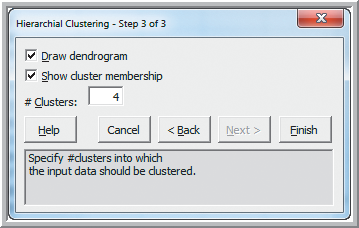 Hierarchial Clustering - Step 3 of 3
Draw dendrogram
Show cluster membership
# Clusters: 4
Help Cancel < Back Next > Finish
Specify #clusters into which
the input data should be clustered.